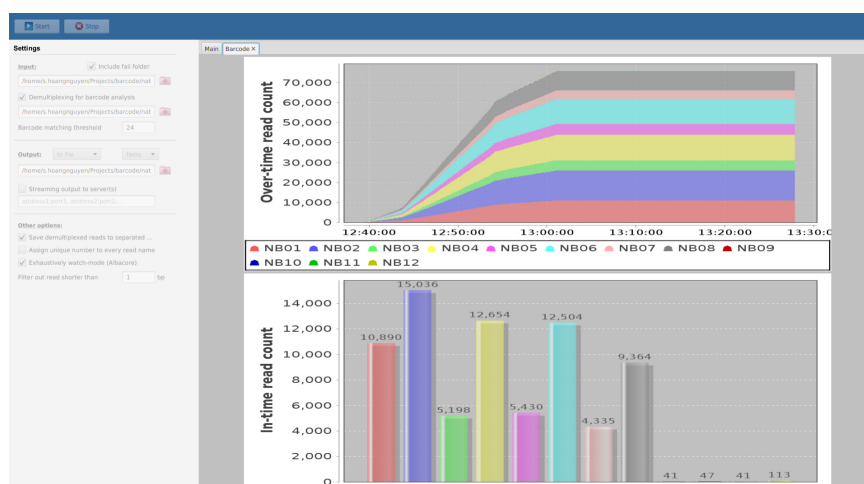 Start Stop
Settings
Input: Include fail folder
/home/s.hoangnguyen/Projects/barcode/nat
Demultiplexing for barcode analysis
/home/s.hoangnguyen/Projects/barcode/nat
Barcode matching threshold 24
Output: to file fastq
/home/s.hoangnguyen/Projects/barcode/nat
Streaming output to server(s)
address1:port1, address2:port2,...
Other options:
Save demultiplexed reads to separated ...
Assign unique number to every read name
Exhaustively watch-mode (Albacore)
Filter out read shorter than 1 bp
Main Barcode ×
Over-time read count
70,000
60,000
50,000
40,000
30,000
20,000
10,000
0
12:40:00 12:50:00 13:00:00 13:10:00 13:20:00 13:30:0
NB01 NB02 NB03 NB04 NB05 NB06 NB07 NB08 NB09
NB10 NB11 NB12
In-time read count
14,000
12,000
10,000
8,000
6,000
4,000
2,000
0
10,890 15,036 5,198 12,654 5,430 12,504 4,335 9,364 41 47 41 113